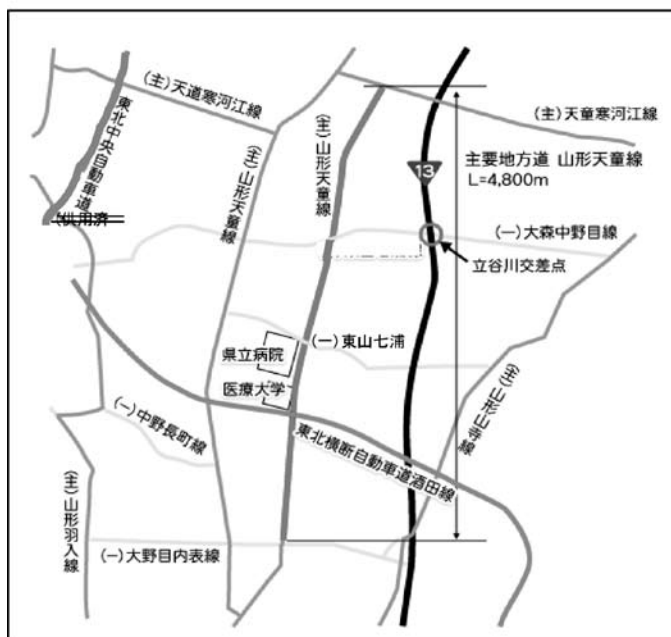 (主)天道寒河江線
東北中央自動車道
供用済
(主)山形天童線
(主)山形天童線
(主)天童寒河江線
13
主要地方道 山形天童線
L=4,800m
(一)大森中野目線
立谷川交差点
(一)東山七浦
県立病院
医療大学
(一)中野長町線
東北横断自動車道酒田線
(主)山形山寺線
(主)山形羽入線
(一)大野目内表線